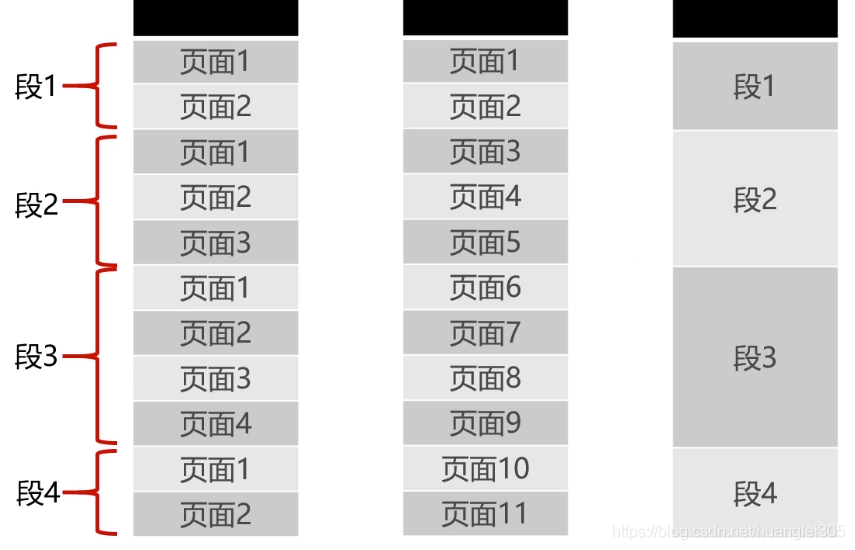 段1
页面1
页面2
段2
页面1
页面2
页面3
段3
页面1
页面2
页面3
页面4
段4
页面1
页面2
页面1
页面2
页面3
页面4
页面5
页面6
页面7
页面8
页面9
页面10
页面11
段1
段2
段3
段4
https://blog.csdn.net/huanglei305